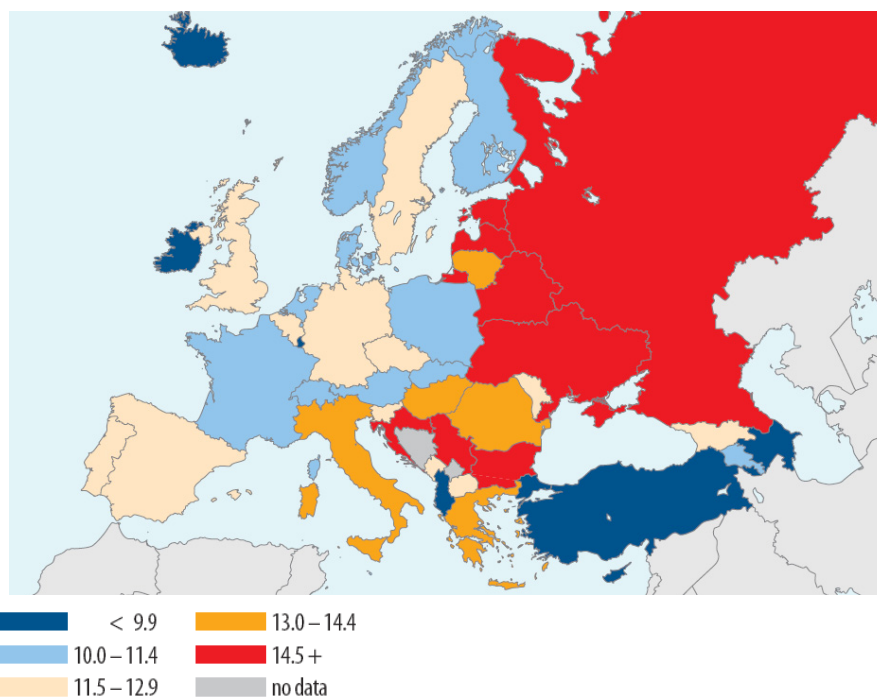 < 9.9
10.0 – 11.4
11.5 – 12.9
13.0 – 14.4
14.5 +
no data